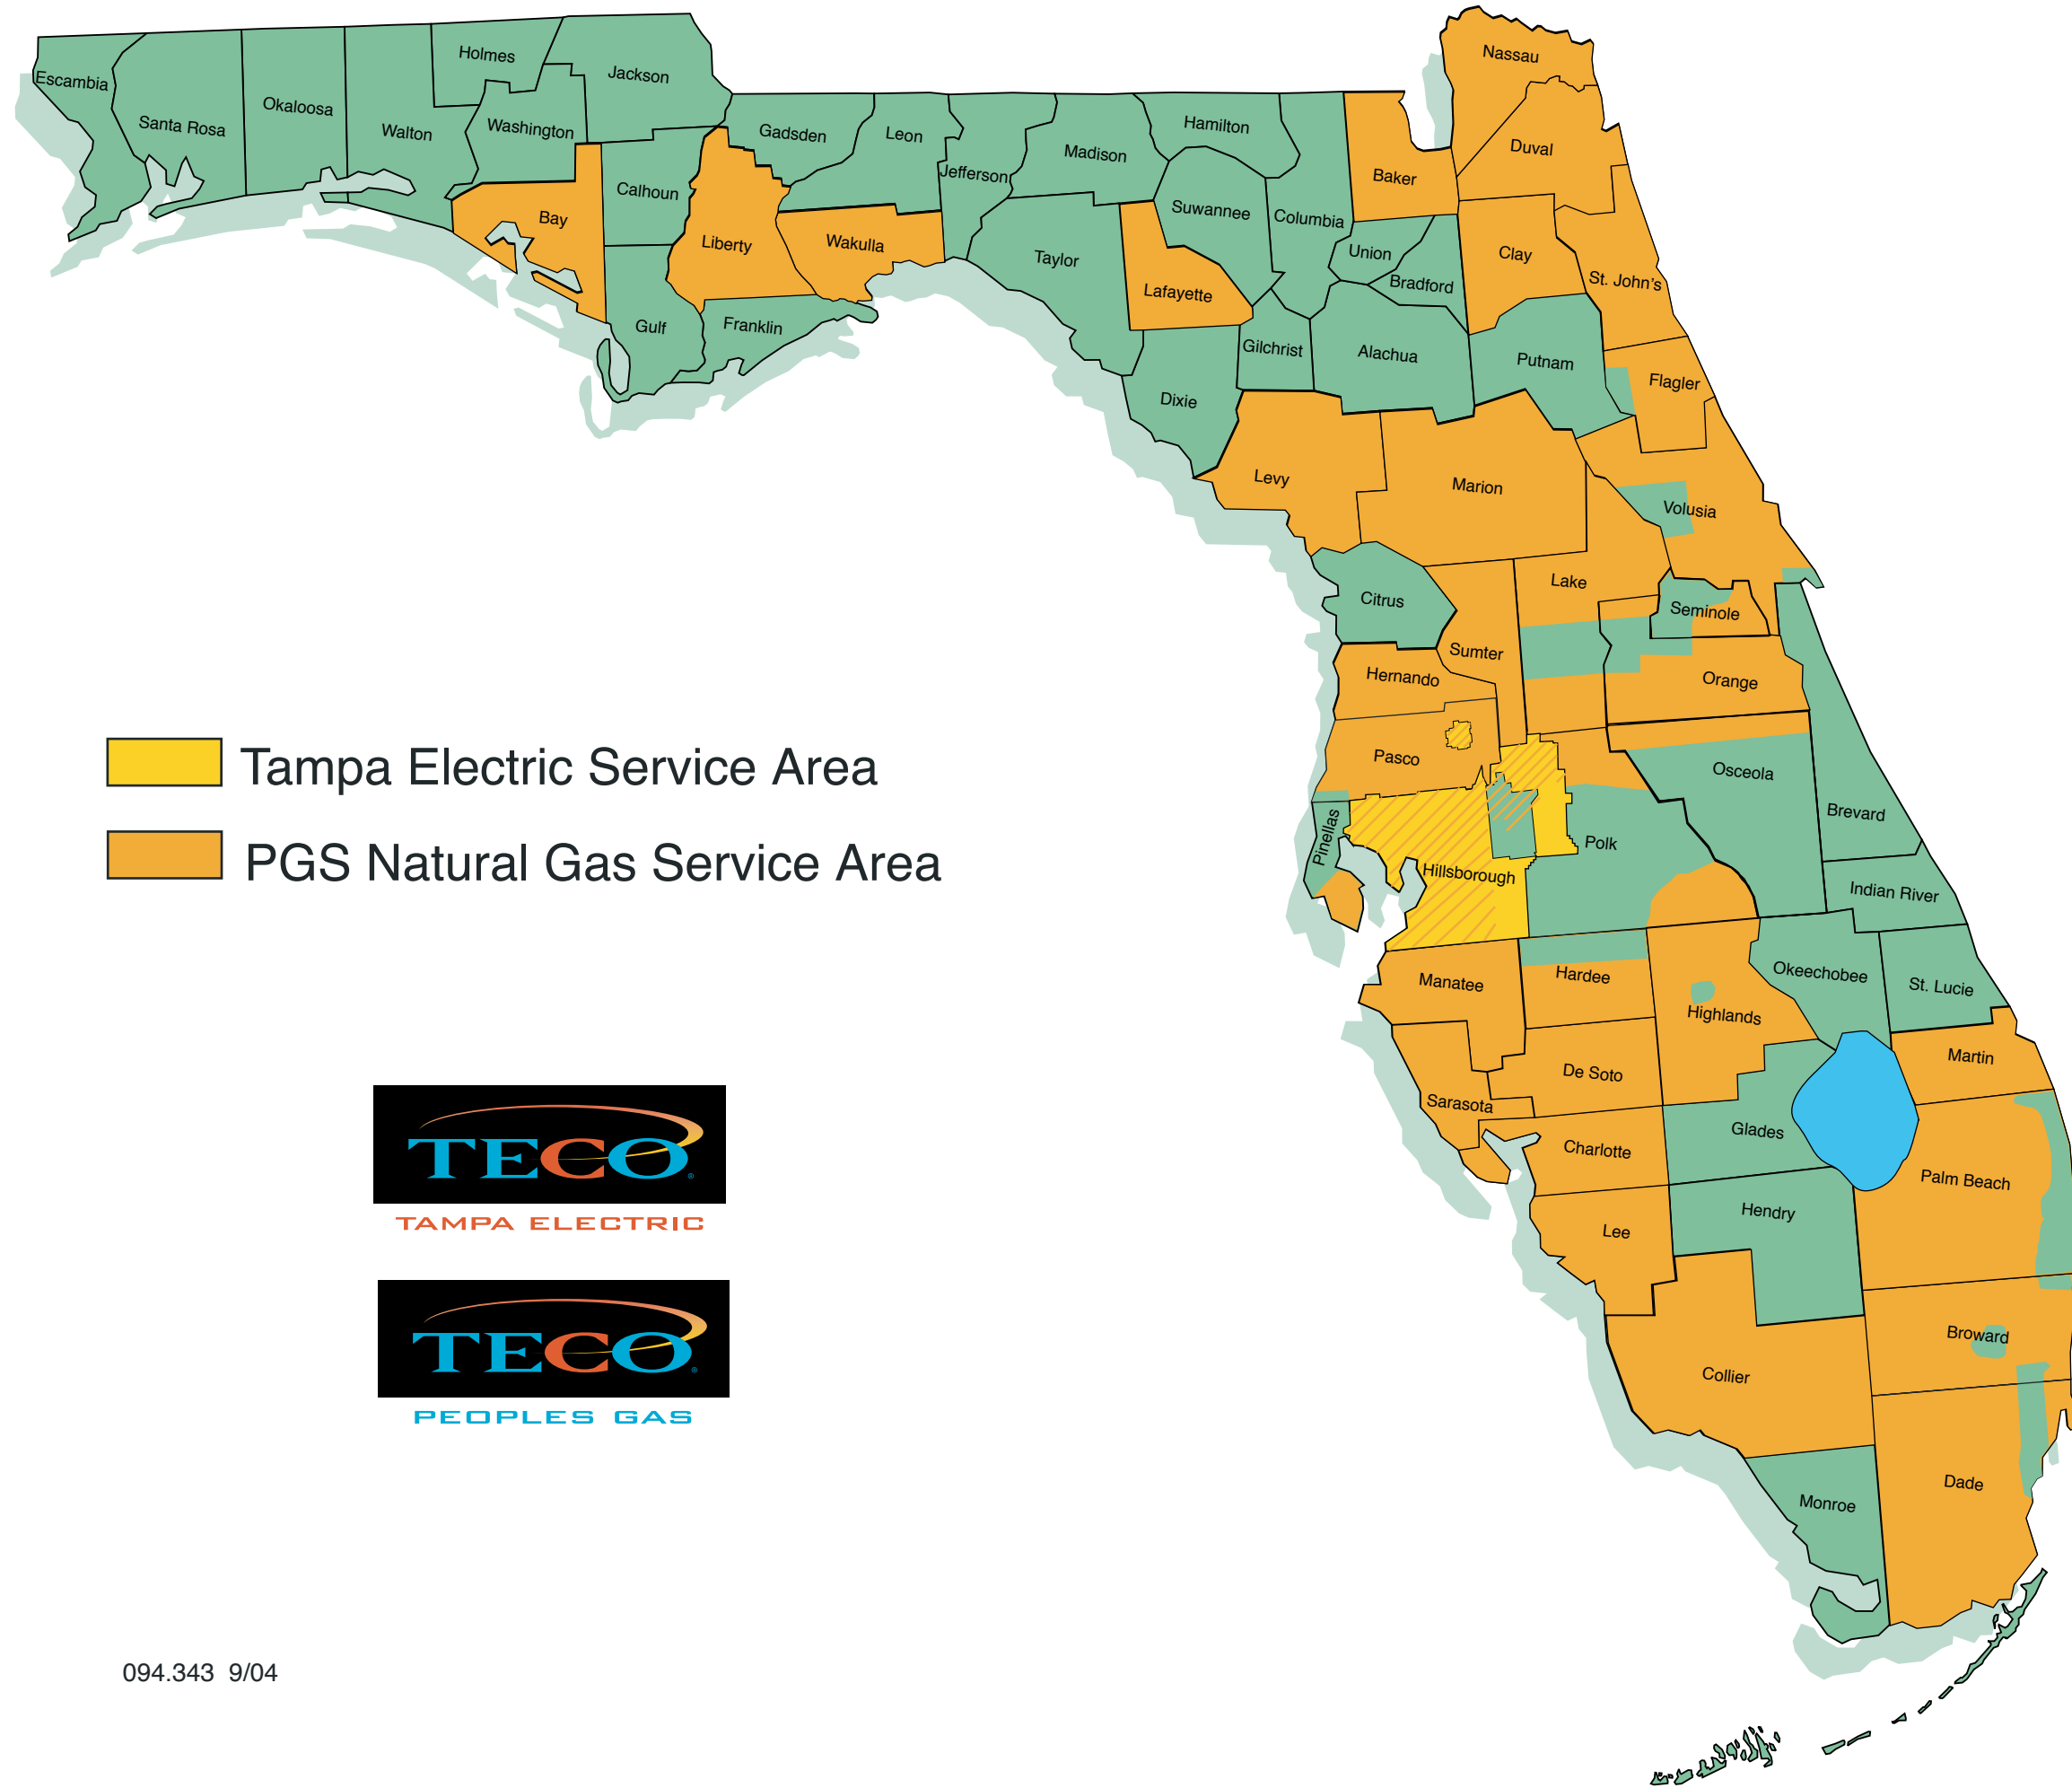 Nassau
Holmes
Jackson
Escambia
Okaloosa
Santa Rosa
Walton
Washington
Gadsden
Leon
Hamilton
Duval
Madison
Jefferson
Baker
Calhoun
Suwannee
Columbia
Bay
Liberty
Wakulla
Taylor
Union
Clay
Bradford
St. John's
Lafayette
Gulf
Franklin
Gilchrist
Alachua
Putnam
Flagler
Dixie
Levy
Marion
Volusia
Lake
Citrus
Seminole
Sumter
Hernando
Orange
Pasco
Osceola
Tampa Electric Service Area
Brevard
Pinellas
Polk
PGS Natural Gas Service Area
Hillsborough
Indian River
Manatee
Hardee
Okeechobee
St. Lucie
Highlands
Martin
De Soto
Sarasota
Glades
Charlotte
Palm Beach
TECO®
TAMPA ELECTRIC
Hendry
Lee
Broward
TECO®
PEOPLES GAS
Collier
Dade
Monroe
094.343 9/04